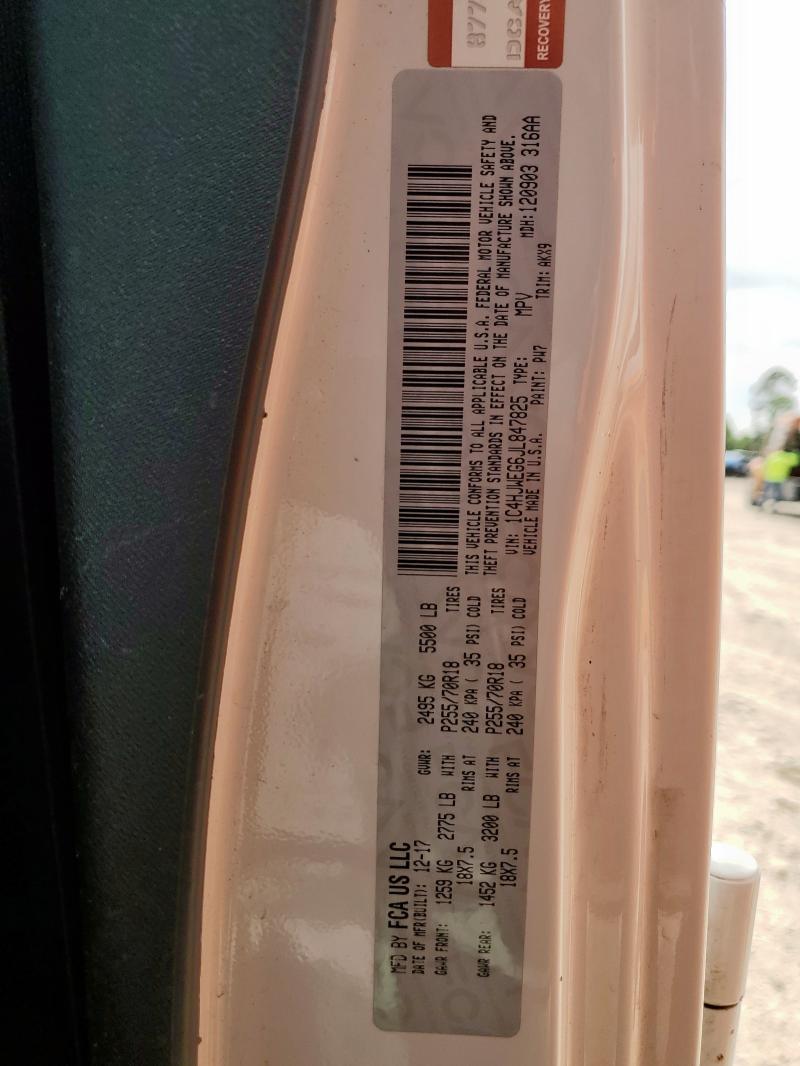 877
RECOVERY
MFD BY FCA US LLC
DATE OF MFR(BUILT): 12-17 GVWR: 2495 KG 5500 LB
GAWR FRONT: 1259 KG 2775 LB WITH P255/70R18 TIRES
18X7.5 RIMS AT 240 KPA ( 35 PSI) COLD
GAWR REAR: 1452 KG 3200 LB WITH P255/70R18 TIRES
18X7.5 RIMS AT 240 KPA ( 35 PSI) COLD
THIS VEHICLE CONFORMS TO ALL APPLICABLE U.S.A. FEDERAL MOTOR VEHICLE SAFETY AND
THEFT PREVENTION STANDARDS IN EFFECT ON THE DATE OF MANUFACTURE SHOWN ABOVE.
VIN: 1C4HJWEG6JL847825 TYPE: MPV MDH:120903 316AA
VEHICLE MADE IN U.S.A. PAINT: PW7 TRIM: AKX9